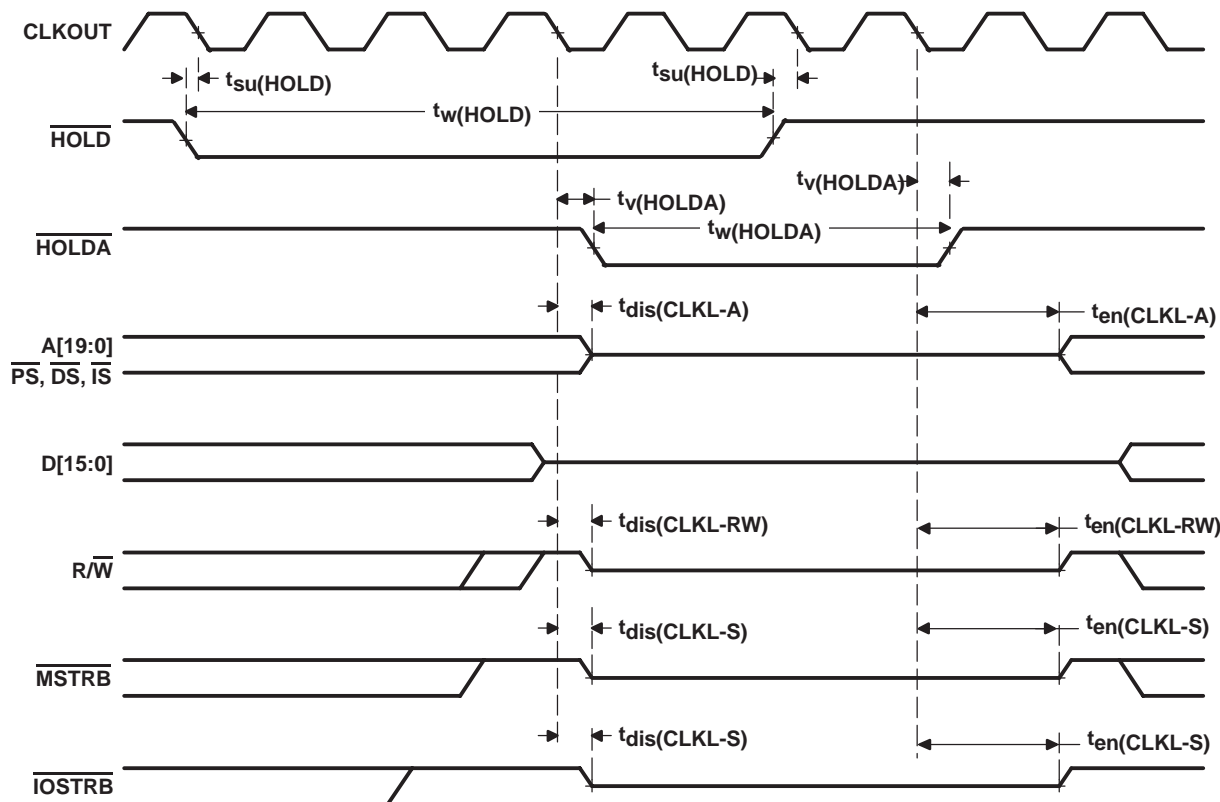 CLKOUT
tsu(HOLD)
tsu(HOLD)
tw(HOLD)
HOLD
tv(HOLDA)
tv(HOLDA)
tw(HOLDA)
HOLDA
tdis(CLKL-A)
ten(CLKL-A)
A[19:0]
PS, DS, IS
D[15:0]
tdis(CLKL-RW)
ten(CLKL-RW)
R/W
tdis(CLKL-S)
ten(CLKL-S)
MSTRB
tdis(CLKL-S)
ten(CLKL-S)
IOSTRB